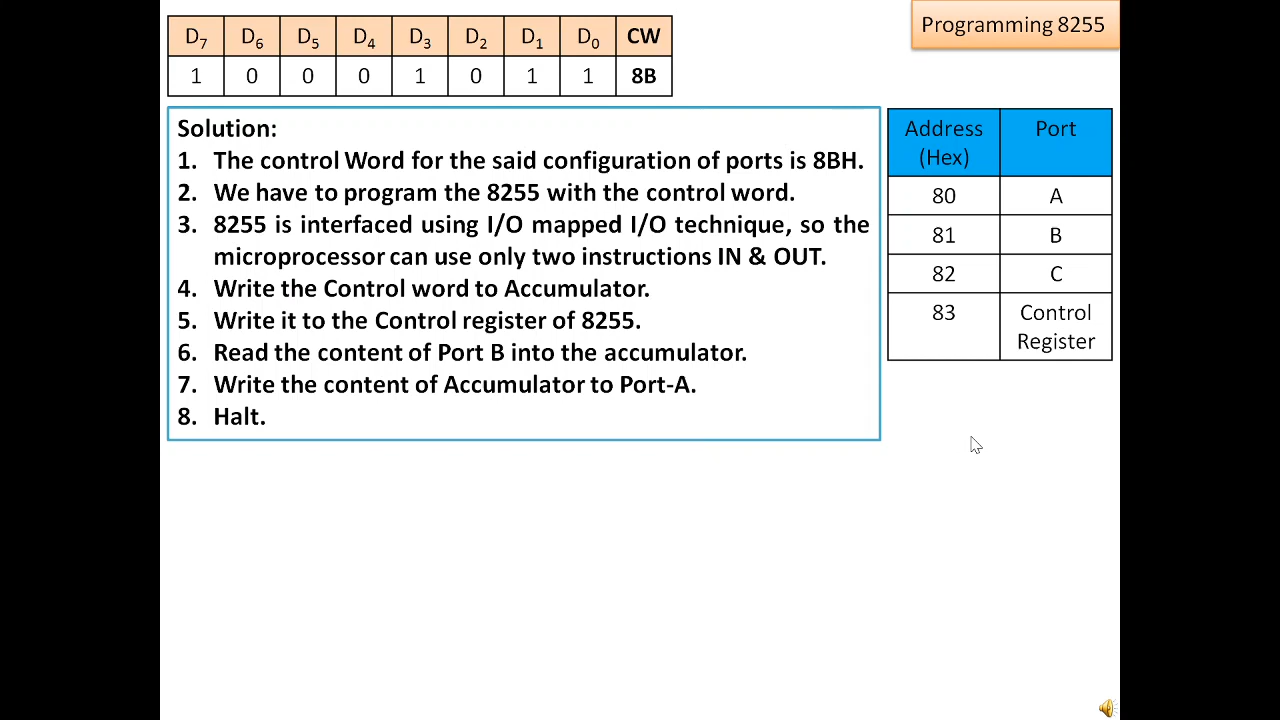 Programming 8255
D7 D6 D5 D4 D3 D2 D1 D0 CW
1 0 0 0 1 0 1 1 8B
Solution:
1. The control Word for the said configuration of ports is 8BH.
2. We have to program the 8255 with the control word.
3. 8255 is interfaced using I/O mapped I/O technique, so the
microprocessor can use only two instructions IN & OUT.
4. Write the Control word to Accumulator.
5. Write it to the Control register of 8255.
6. Read the content of Port B into the accumulator.
7. Write the content of Accumulator to Port-A.
8. Halt.
Address Port
(Hex)
80 A
81 B
82 C
83 Control
Register